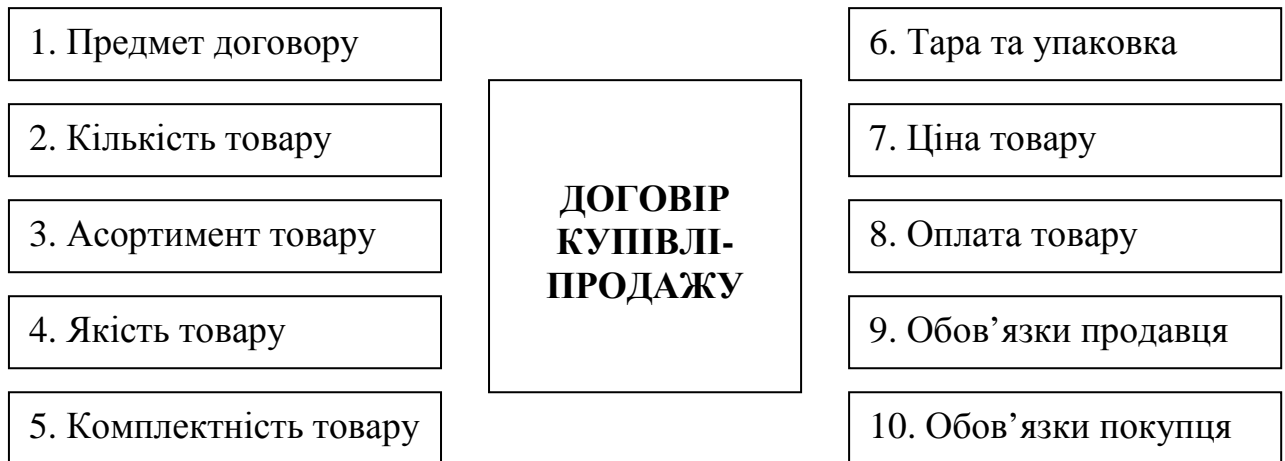 1. Предмет договору
2. Кількість товару
3. Асортимент товару
4. Якість товару
5. Комплектність товару
ДОГОВІР
КУПІВЛІ-
ПРОДАЖУ
6. Тара та упаковка
7. Ціна товару
8. Оплата товару
9. Обов’язки продавця
10. Обов’язки покупця